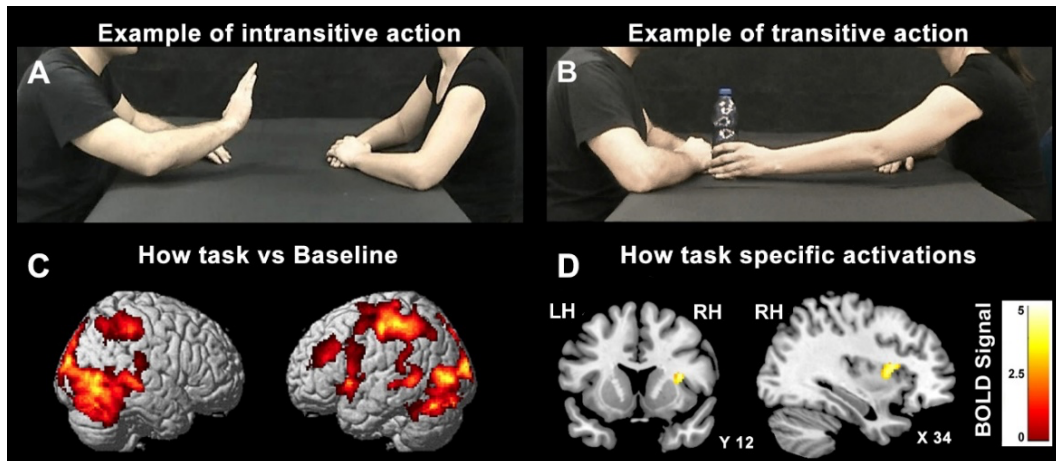 Example of intransitive action
Example of transitive action
A
B
How task vs Baseline
How task specific activations
C
D
LH
RH
RH
Y 12
X 34
BOLD Signal
5
2.5
0